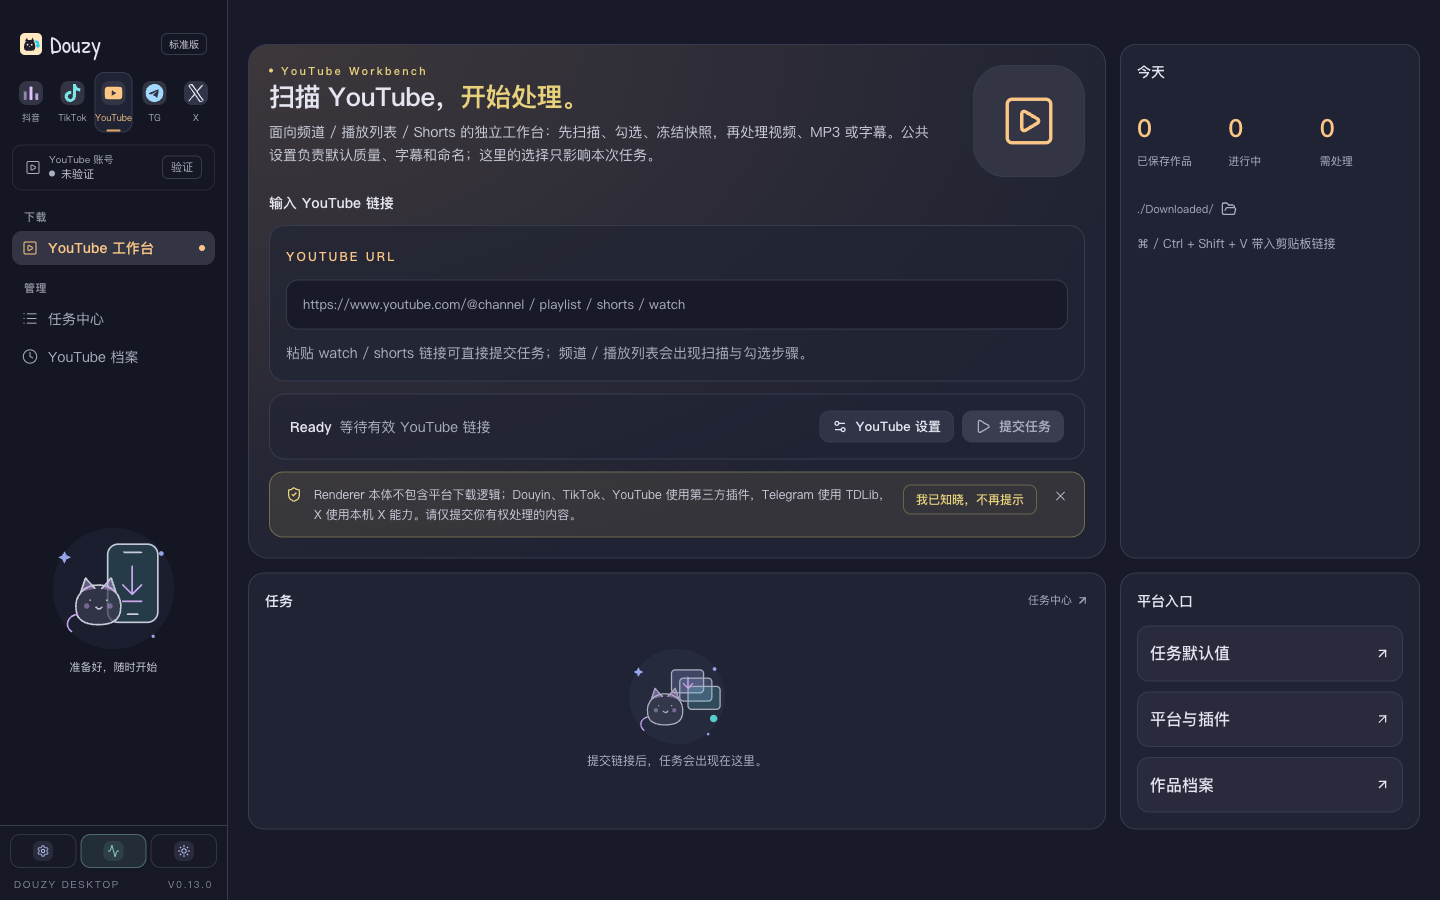 Douzy
标准版
抖音
TikTok
YouTube
TG
X
YouTube 账号
未验证
验证
下载
YouTube 工作台
管理
任务中心
YouTube 档案
准备好，随时开始
DOUZY DESKTOP
V0.13.0
• YouTube Workbench
扫描 YouTube，开始处理。
面向频道 / 播放列表 / Shorts 的独立工作台：先扫描、勾选、冻结快照，再处理视频、MP3 或字幕。公共
设置负责默认质量、字幕和命名；这里的选择只影响本次任务。
输入 YouTube 链接
YOUTUBE URL
https://www.youtube.com/@channel / playlist / shorts / watch
粘贴 watch / shorts 链接可直接提交任务；频道 / 播放列表会出现扫描与勾选步骤。
Ready 等待有效 YouTube 链接
YouTube 设置
提交任务
Renderer 本体不包含平台下载逻辑；Douyin、TikTok、YouTube 使用第三方插件，Telegram 使用 TDLib，
X 使用本机 X 能力。请仅提交你有权处理的内容。
我已知晓，不再提示
任务
任务中心
提交链接后，任务会出现在这里。
今天
0
已保存作品
0
进行中
0
需处理
./Downloaded/
⌘ / Ctrl + Shift + V 带入剪贴板链接
平台入口
任务默认值
平台与插件
作品档案